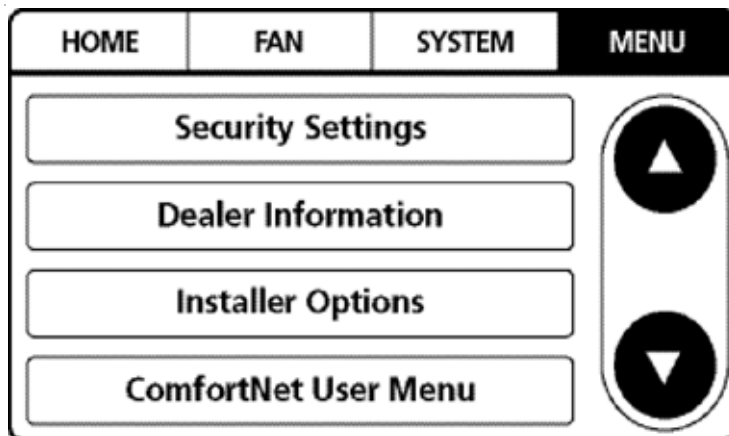 HOME FAN SYSTEM MENU
Security Settings
Dealer Information
Installer Options
ComfortNet User Menu